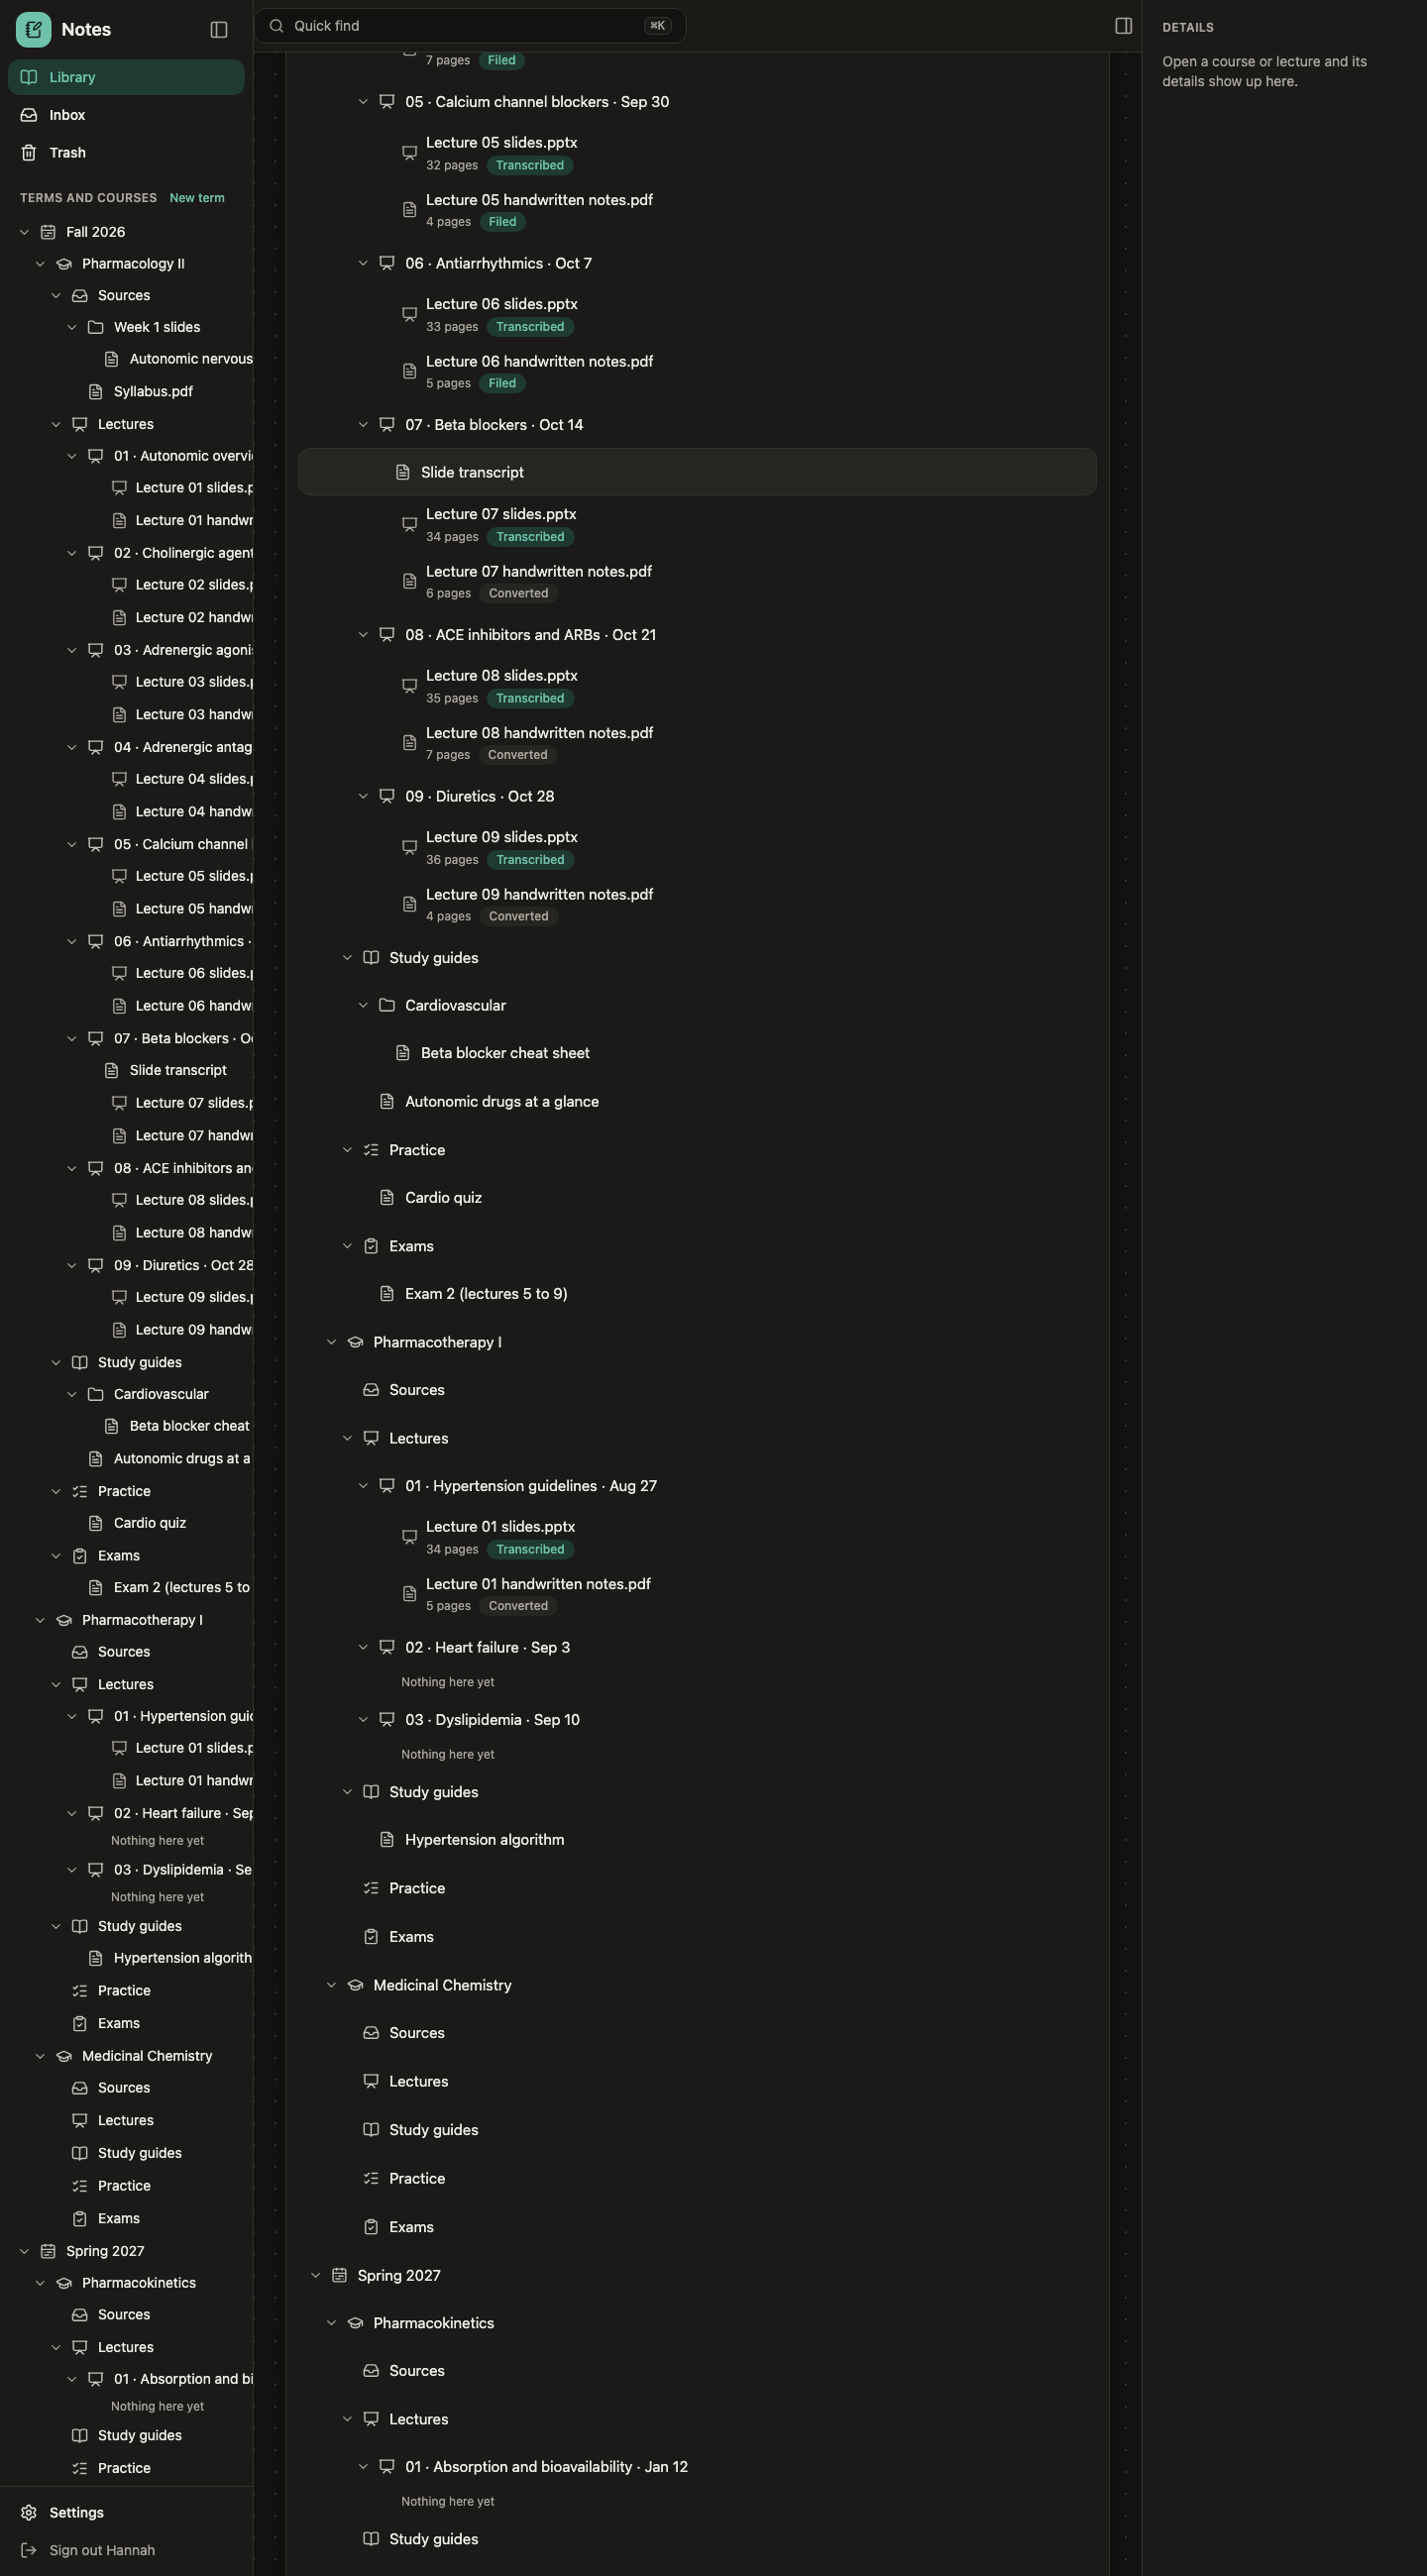 Notes
Library
Inbox
Trash
TERMS AND COURSES New term
Fall 2026
Pharmacology II
Sources
Week 1 slides
Autonomic nervous
Syllabus.pdf
Lectures
01 · Autonomic overvi
Lecture 01 slides.p
Lecture 01 handwr
02 · Cholinergic agent
Lecture 02 slides.p
Lecture 02 handwr
03 · Adrenergic agonis
Lecture 03 slides.p
Lecture 03 handwr
04 · Adrenergic antag
Lecture 04 slides.p
Lecture 04 handwr
05 · Calcium channel
Lecture 05 slides.p
Lecture 05 handwr
06 · Antiarrhythmics ·
Lecture 06 slides.p
Lecture 06 handwr
07 · Beta blockers · Oc
Slide transcript
Lecture 07 slides.p
Lecture 07 handwr
08 · ACE inhibitors and
Lecture 08 slides.p
Lecture 08 handwr
09 · Diuretics · Oct 28
Lecture 09 slides.p
Lecture 09 handwr
Study guides
Cardiovascular
Beta blocker cheat
Autonomic drugs at a
Practice
Cardio quiz
Exams
Exam 2 (lectures 5 to
Pharmacotherapy I
Sources
Lectures
01 · Hypertension guid
Lecture 01 slides.p
Lecture 01 handwr
02 · Heart failure · Sep
Nothing here yet
03 · Dyslipidemia · Se
Nothing here yet
Study guides
Hypertension algorith
Practice
Exams
Medicinal Chemistry
Sources
Lectures
Study guides
Practice
Exams
Spring 2027
Pharmacokinetics
Sources
Lectures
01 · Absorption and bi
Nothing here yet
Study guides
Practice
Settings
Sign out Hannah
Quick find ⌘K
7 pages Filed
05 · Calcium channel blockers · Sep 30
Lecture 05 slides.pptx
32 pages Transcribed
Lecture 05 handwritten notes.pdf
4 pages Filed
06 · Antiarrhythmics · Oct 7
Lecture 06 slides.pptx
33 pages Transcribed
Lecture 06 handwritten notes.pdf
5 pages Filed
07 · Beta blockers · Oct 14
Slide transcript
Lecture 07 slides.pptx
34 pages Transcribed
Lecture 07 handwritten notes.pdf
6 pages Converted
08 · ACE inhibitors and ARBs · Oct 21
Lecture 08 slides.pptx
35 pages Transcribed
Lecture 08 handwritten notes.pdf
7 pages Converted
09 · Diuretics · Oct 28
Lecture 09 slides.pptx
36 pages Transcribed
Lecture 09 handwritten notes.pdf
4 pages Converted
Study guides
Cardiovascular
Beta blocker cheat sheet
Autonomic drugs at a glance
Practice
Cardio quiz
Exams
Exam 2 (lectures 5 to 9)
Pharmacotherapy I
Sources
Lectures
01 · Hypertension guidelines · Aug 27
Lecture 01 slides.pptx
34 pages Transcribed
Lecture 01 handwritten notes.pdf
5 pages Converted
02 · Heart failure · Sep 3
Nothing here yet
03 · Dyslipidemia · Sep 10
Nothing here yet
Study guides
Hypertension algorithm
Practice
Exams
Medicinal Chemistry
Sources
Lectures
Study guides
Practice
Exams
Spring 2027
Pharmacokinetics
Sources
Lectures
01 · Absorption and bioavailability · Jan 12
Nothing here yet
Study guides
DETAILS
Open a course or lecture and its
details show up here.